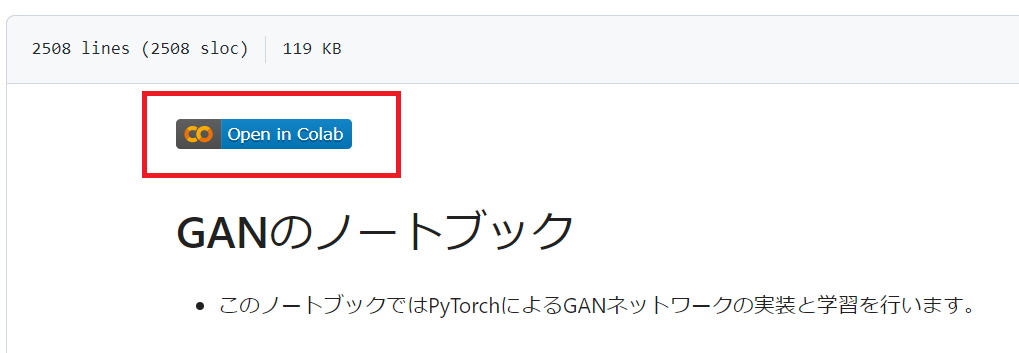 2508 lines (2508 sloc) 119 KB
Open in Colab
GANのノートブック
このノートブックではPyTorchによるGANネットワークの実装と学習を行います。